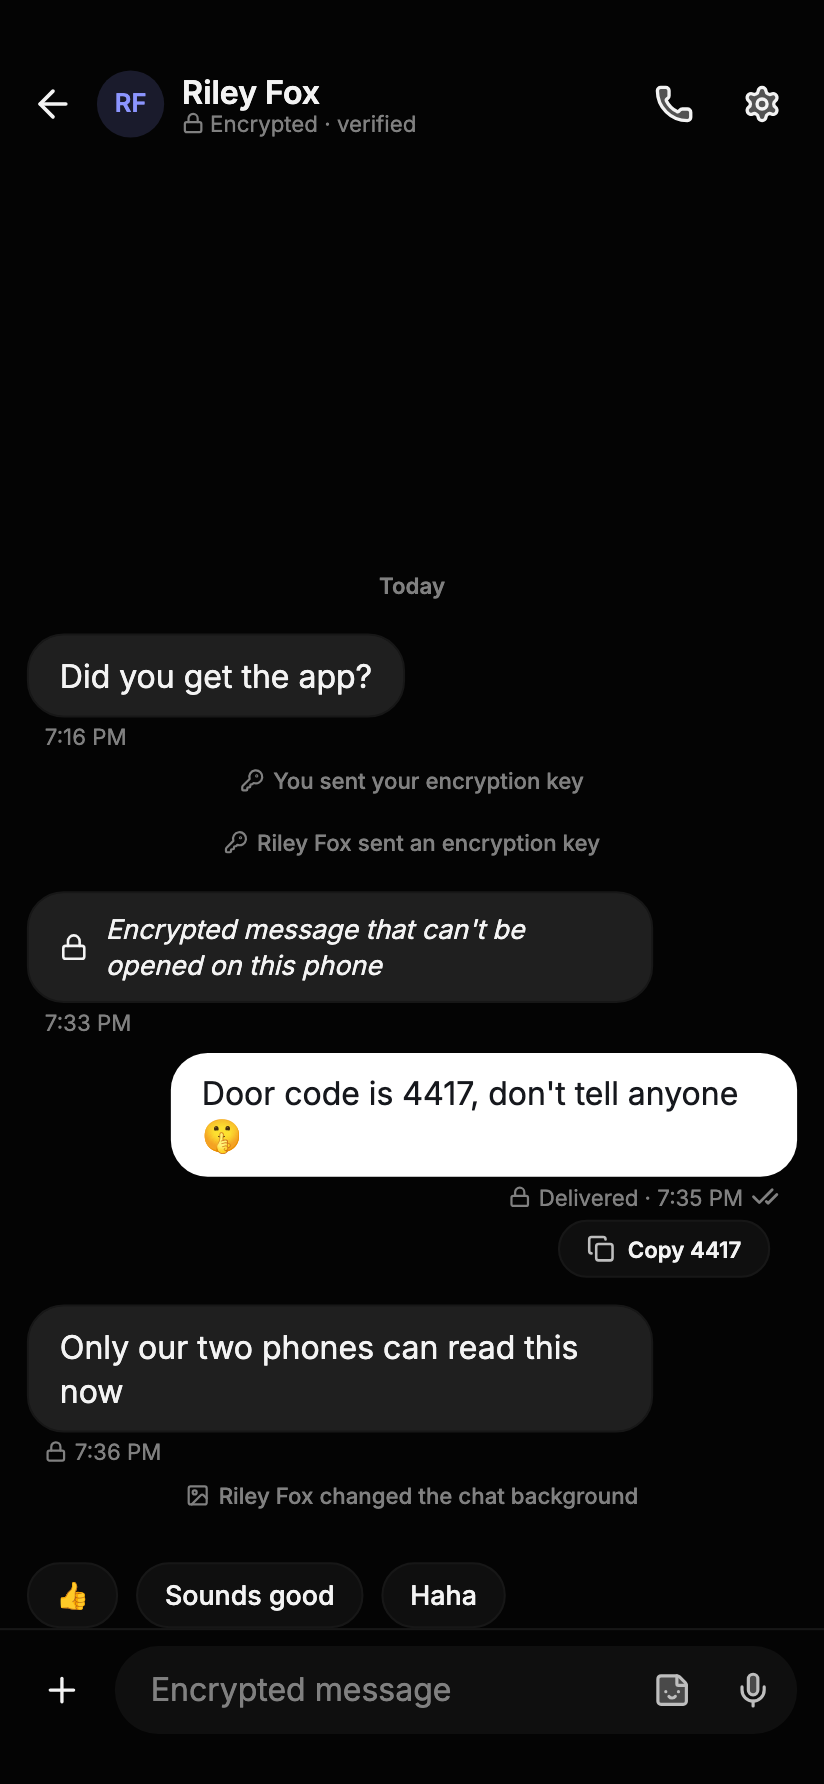 RF
Riley Fox
Encrypted · verified
Today
Did you get the app?
7:16 PM
You sent your encryption key
Riley Fox sent an encryption key
Encrypted message that can't be
opened on this phone
7:33 PM
Door code is 4417, don't tell anyone
🤫
Delivered · 7:35 PM
Copy 4417
Only our two phones can read this
now
7:36 PM
Riley Fox changed the chat background
👍 Sounds good Haha
Encrypted message